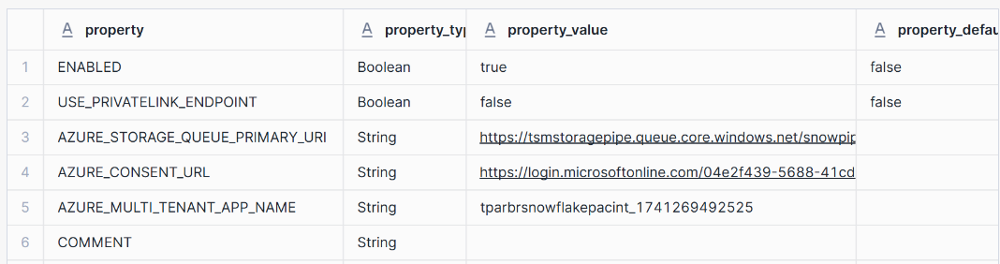 A property A property_typ A property_value A property_defau
1 ENABLED Boolean true false
2 USE_PRIVATELINK_ENDPOINT Boolean false false
3 AZURE_STORAGE_QUEUE_PRIMARY_URI String https://tsmstoragepipe.queue.core.windows.net/snowpip
4 AZURE_CONSENT_URL String https://login.microsoftonline.com/04e2f439-5688-41cd
5 AZURE_MULTI_TENANT_APP_NAME String tparbrsnowflakepacint_1741269492525
6 COMMENT String